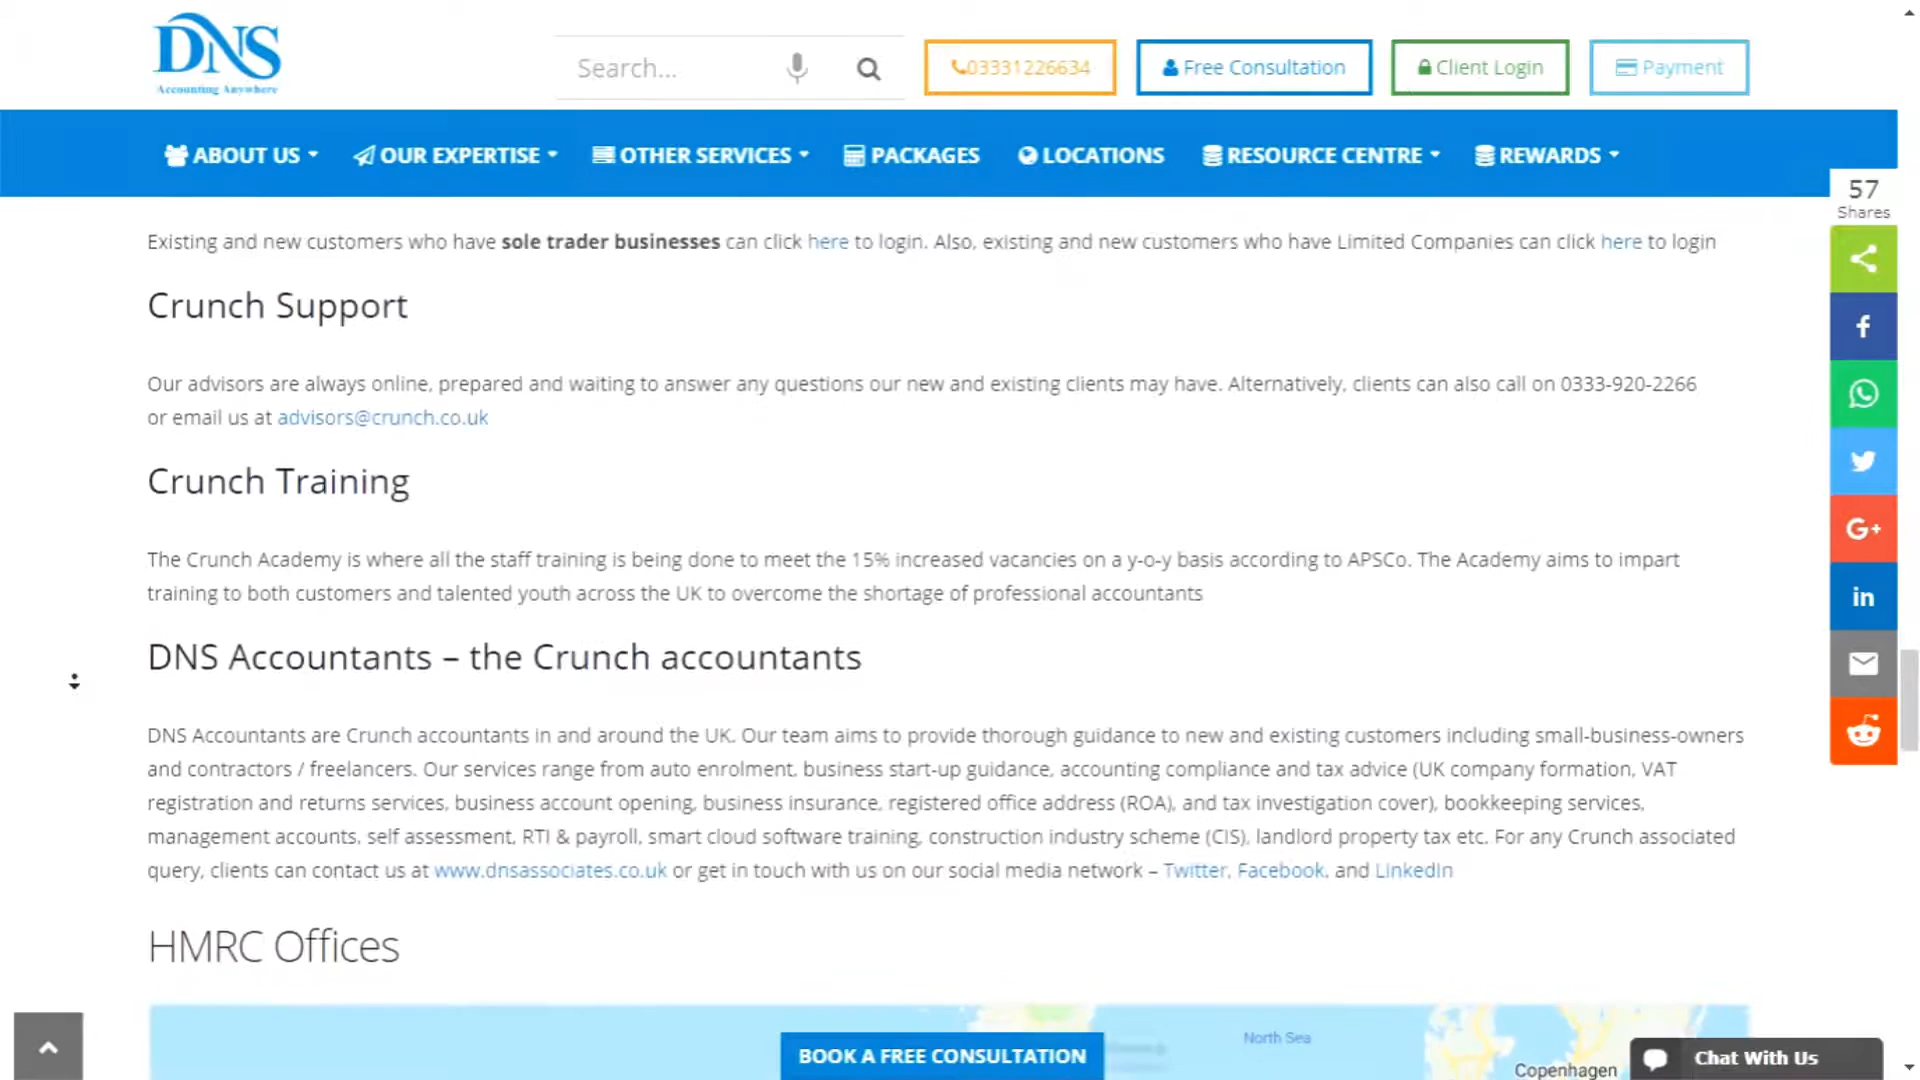 DNS
Accounting Anywhere
Search...
03331226634
Free Consultation
Client Login
Payment
ABOUT US
OUR EXPERTISE
OTHER SERVICES
PACKAGES
LOCATIONS
RESOURCE CENTRE
REWARDS
57
Shares
Existing and new customers who have sole trader businesses can click here to login. Also, existing and new customers who have Limited Companies can click here to login
Crunch Support
Our advisors are always online, prepared and waiting to answer any questions our new and existing clients may have. Alternatively, clients can also call on 0333-920-2266
or email us at advisors@crunch.co.uk
Crunch Training
The Crunch Academy is where all the staff training is being done to meet the 15% increased vacancies on a y-o-y basis according to APSCo. The Academy aims to impart
training to both customers and talented youth across the UK to overcome the shortage of professional accountants
DNS Accountants – the Crunch accountants
DNS Accountants are Crunch accountants in and around the UK. Our team aims to provide thorough guidance to new and existing customers including small-business-owners
and contractors / freelancers. Our services range from auto enrolment, business start-up guidance, accounting compliance and tax advice (UK company formation, VAT
registration and returns services, business account opening, business insurance, registered office address (ROA), and tax investigation cover), bookkeeping services,
management accounts, self assessment, RTI & payroll, smart cloud software training, construction industry scheme (CIS), landlord property tax etc. For any Crunch associated
query, clients can contact us at www.dnsassociates.co.uk or get in touch with us on our social media network – Twitter, Facebook, and LinkedIn
HMRC Offices
North Sea
BOOK A FREE CONSULTATION
Copenhagen
Chat With Us